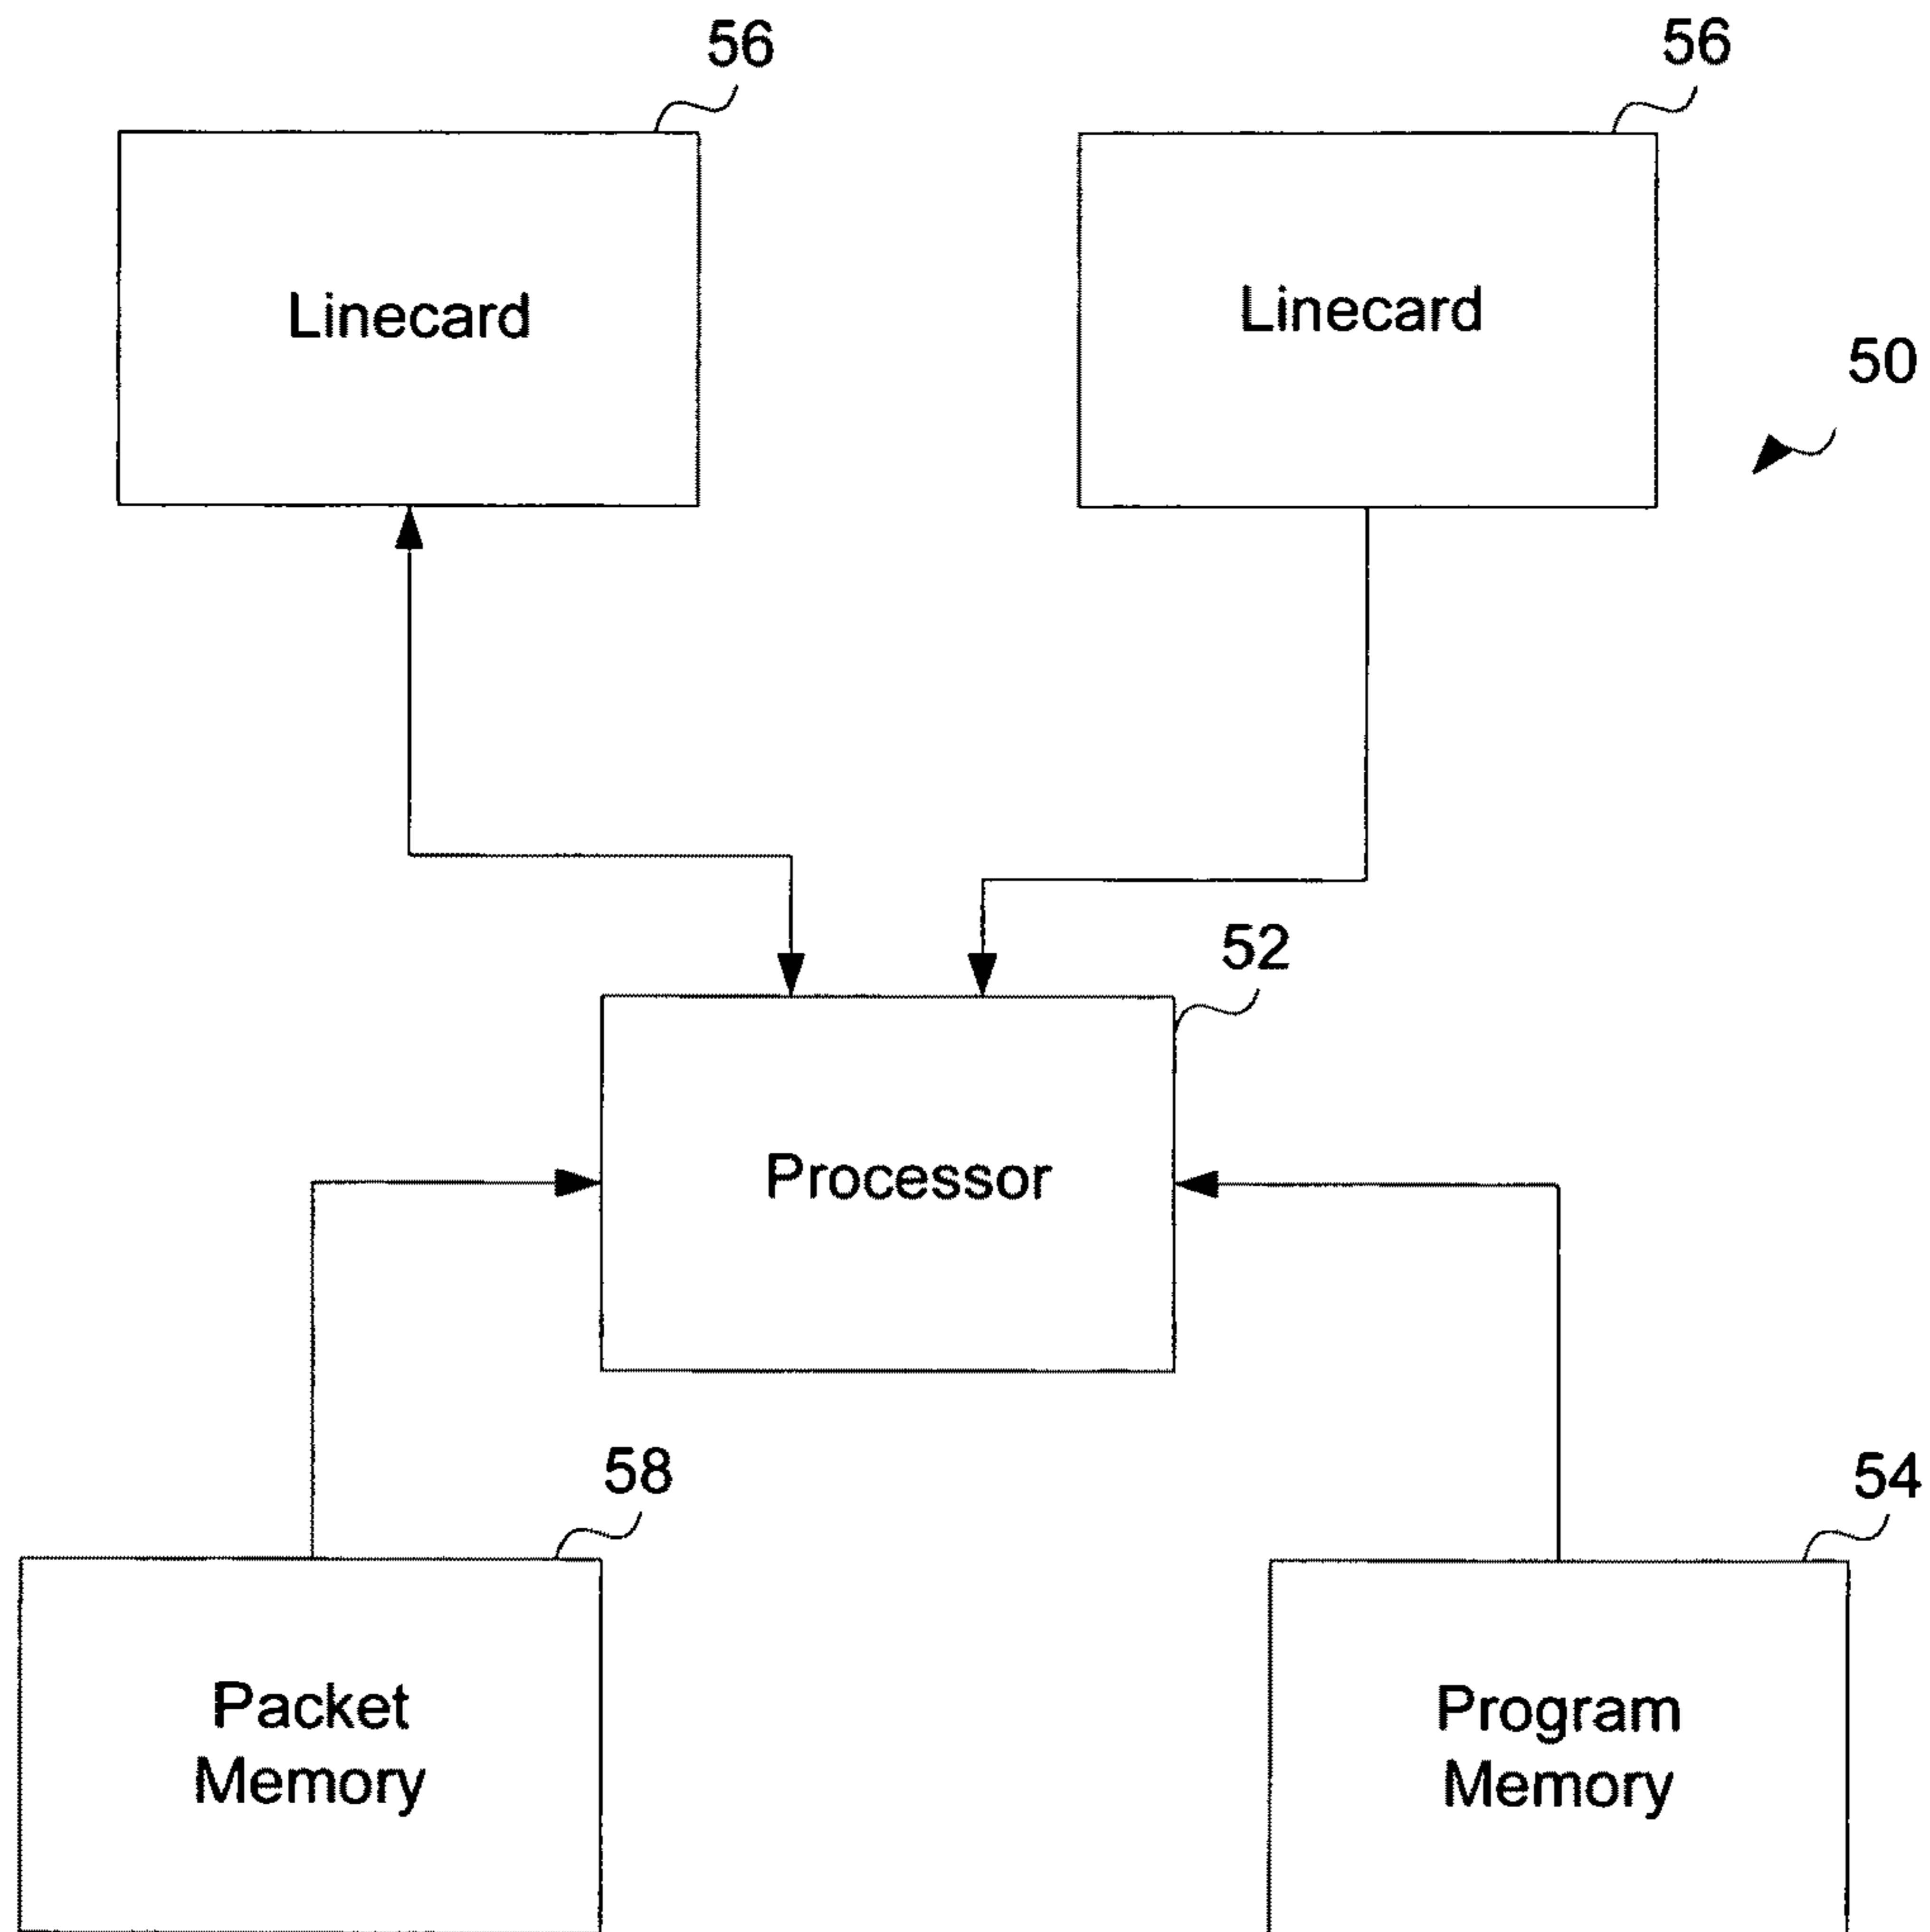 56
56
Linecard
Linecard
50
52
Processor
58
54
Packet
Memory
Program
Memory